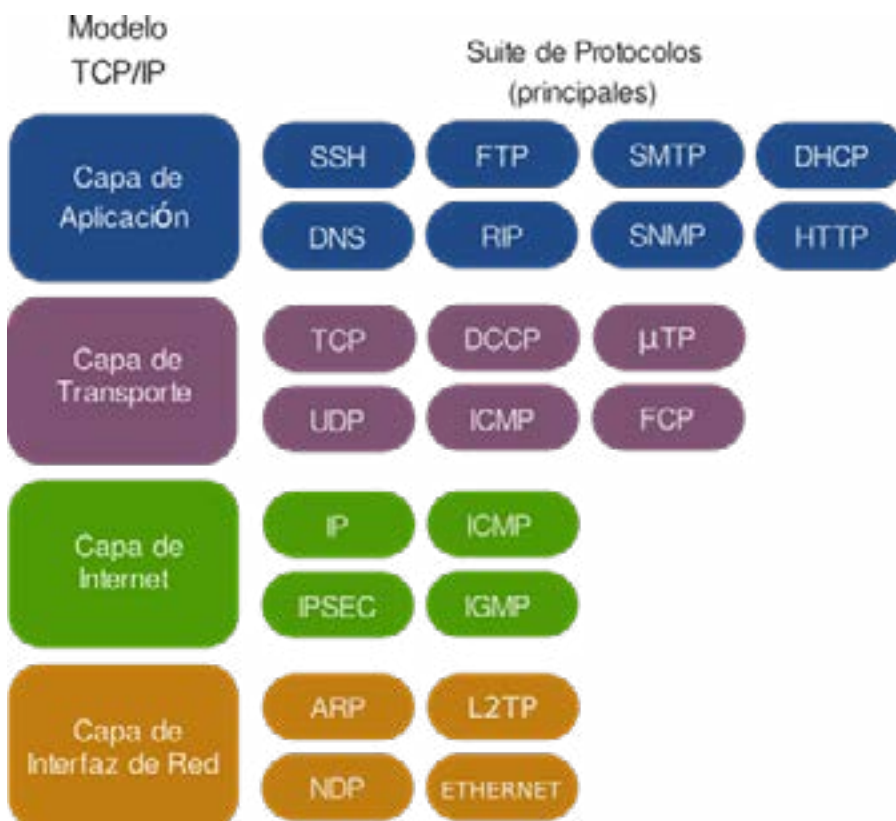 Modelo
TCP/IP
Suite de Protocolos
(principales)
Capa de
Aplicación
SSH
FTP
SMTP
DHCP
DNS
RIP
SNMP
HTTP
Capa de
Transporte
TCP
DCCP
µTP
UDP
ICMP
FCP
Capa de
Internet
IP
ICMP
IPSEC
IGMP
Capa de
Interfaz de Red
ARP
L2TP
NDP
ETHERNET